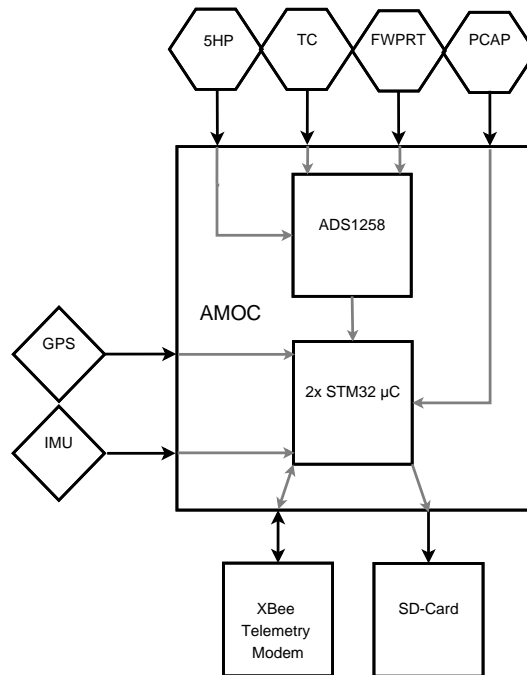 5HP
TC
FWPRT
PCAP
ADS1258
AMOC
GPS
2x STM32 µC
IMU
XBee
Telemetry
Modem
SD-Card